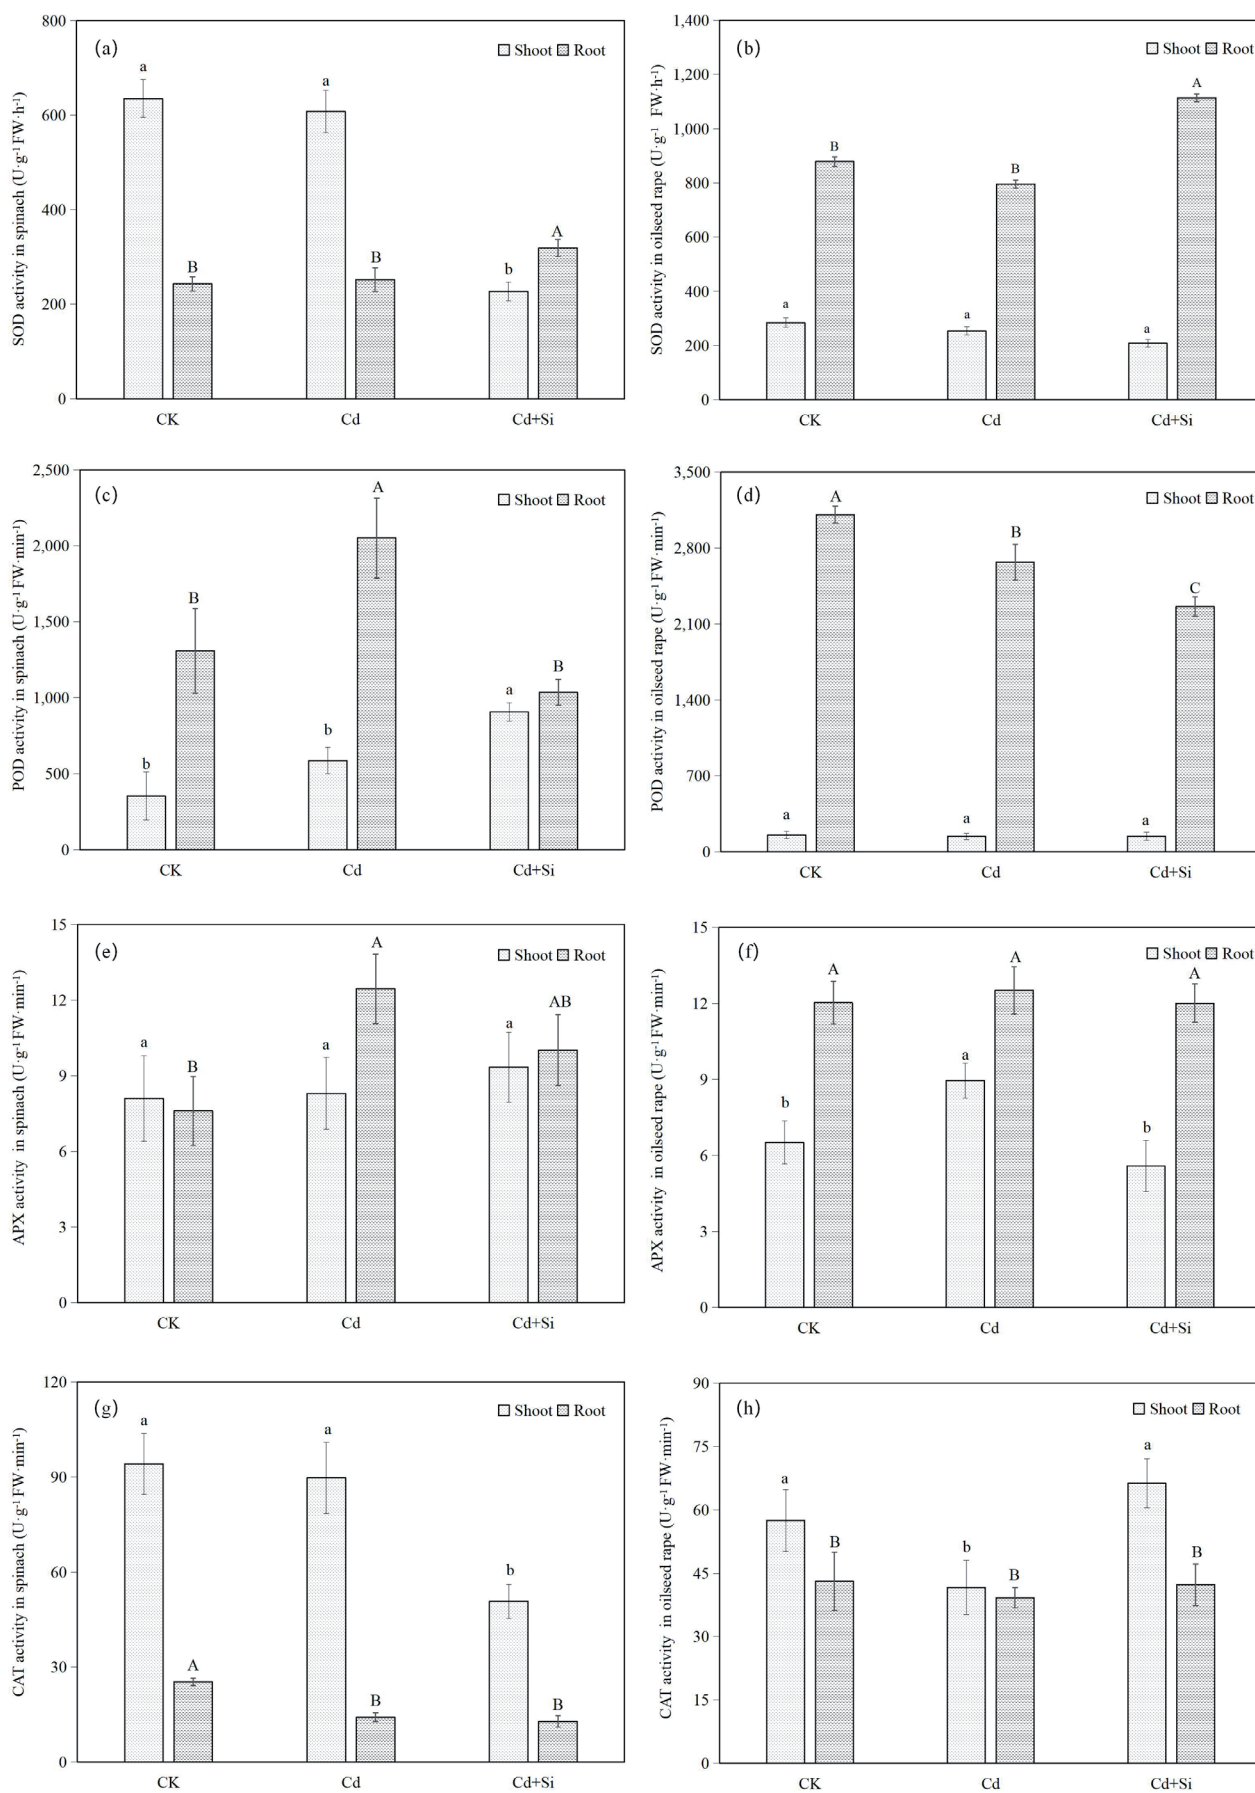 (a)
Shoot Root
SOD activity in spinach (U·g⁻¹FW·h⁻¹)
800
600
400
200
0
a
B
a
B
b
A
CK Cd Cd+Si
(b)
Shoot Root
SOD activity in oilseed rape (U·g⁻¹ FW·h⁻¹)
1,400
1,200
1,000
800
600
400
200
0
a
B
a
B
a
A
CK Cd Cd+Si
(c)
Shoot Root
POD activity in spinach (U·g⁻¹FW·min⁻¹)
2,500
2,000
1,500
1,000
500
0
b
B
b
A
a
B
CK Cd Cd+Si
(d)
Shoot Root
POD activity in oilseed rape (U·g⁻¹FW·min⁻¹)
3,500
2,800
2,100
1,400
700
0
a
A
a
B
a
C
CK Cd Cd+Si
(e)
Shoot Root
APX activity in spinach (U·g⁻¹FW·min⁻¹)
15
12
9
6
3
0
a
B
a
A
a
AB
CK Cd Cd+Si
(f)
Shoot Root
APX activity in oilseed rape (U·g⁻¹FW·min⁻¹)
15
12
9
6
3
0
b
A
a
A
b
A
CK Cd Cd+Si
(g)
Shoot Root
CAT activity in spinach (U·g⁻¹FW·min⁻¹)
120
90
60
30
0
a
A
a
B
b
B
CK Cd Cd+Si
(h)
Shoot Root
CAT activity in oilseed rape (U·g⁻¹FW·min⁻¹)
90
75
60
45
30
15
0
a
B
b
B
a
B
CK Cd Cd+Si